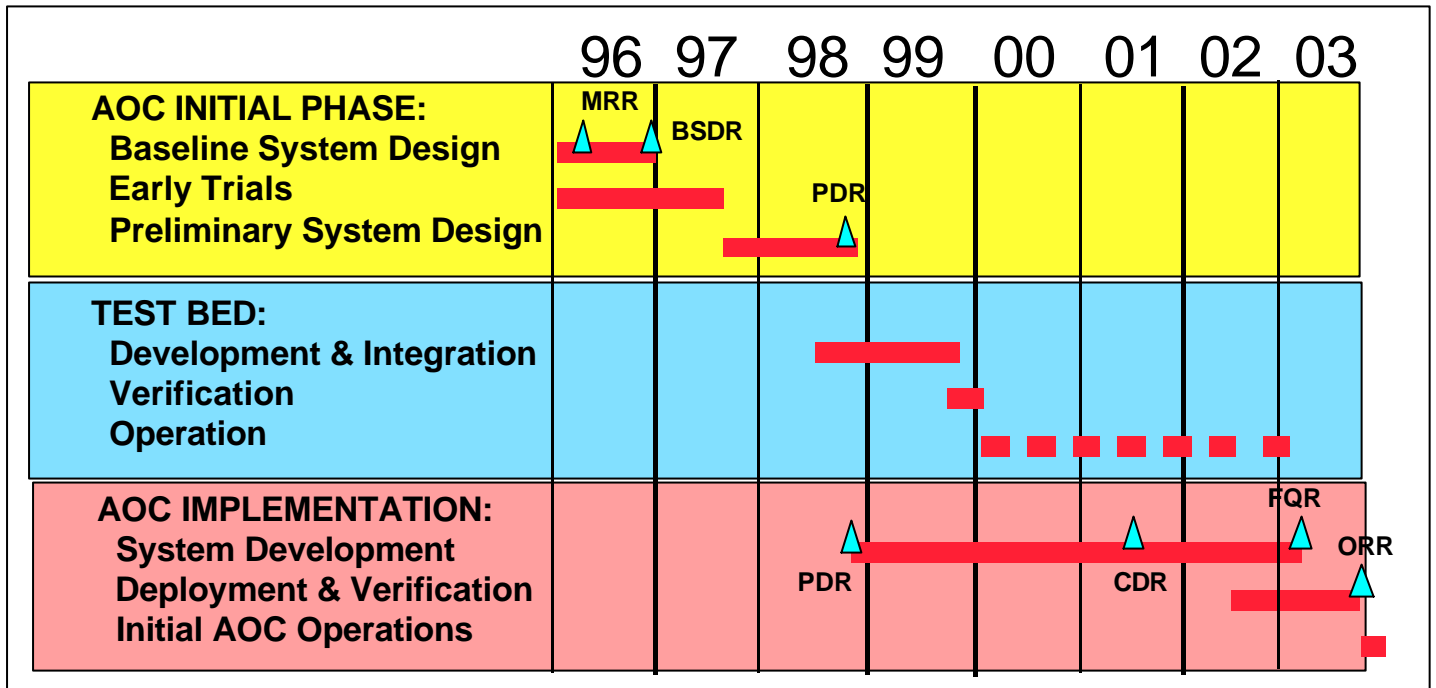 96 97 98 99 00 01 02 03
AOC INITIAL PHASE:
MRR
Baseline System Design
BSDR
Early Trials
PDR
Preliminary System Design
TEST BED:
Development & Integration
Verification
Operation
AOC IMPLEMENTATION:
FQR
System Development
ORR
PDR
CDR
Deployment & Verification
Initial AOC Operations